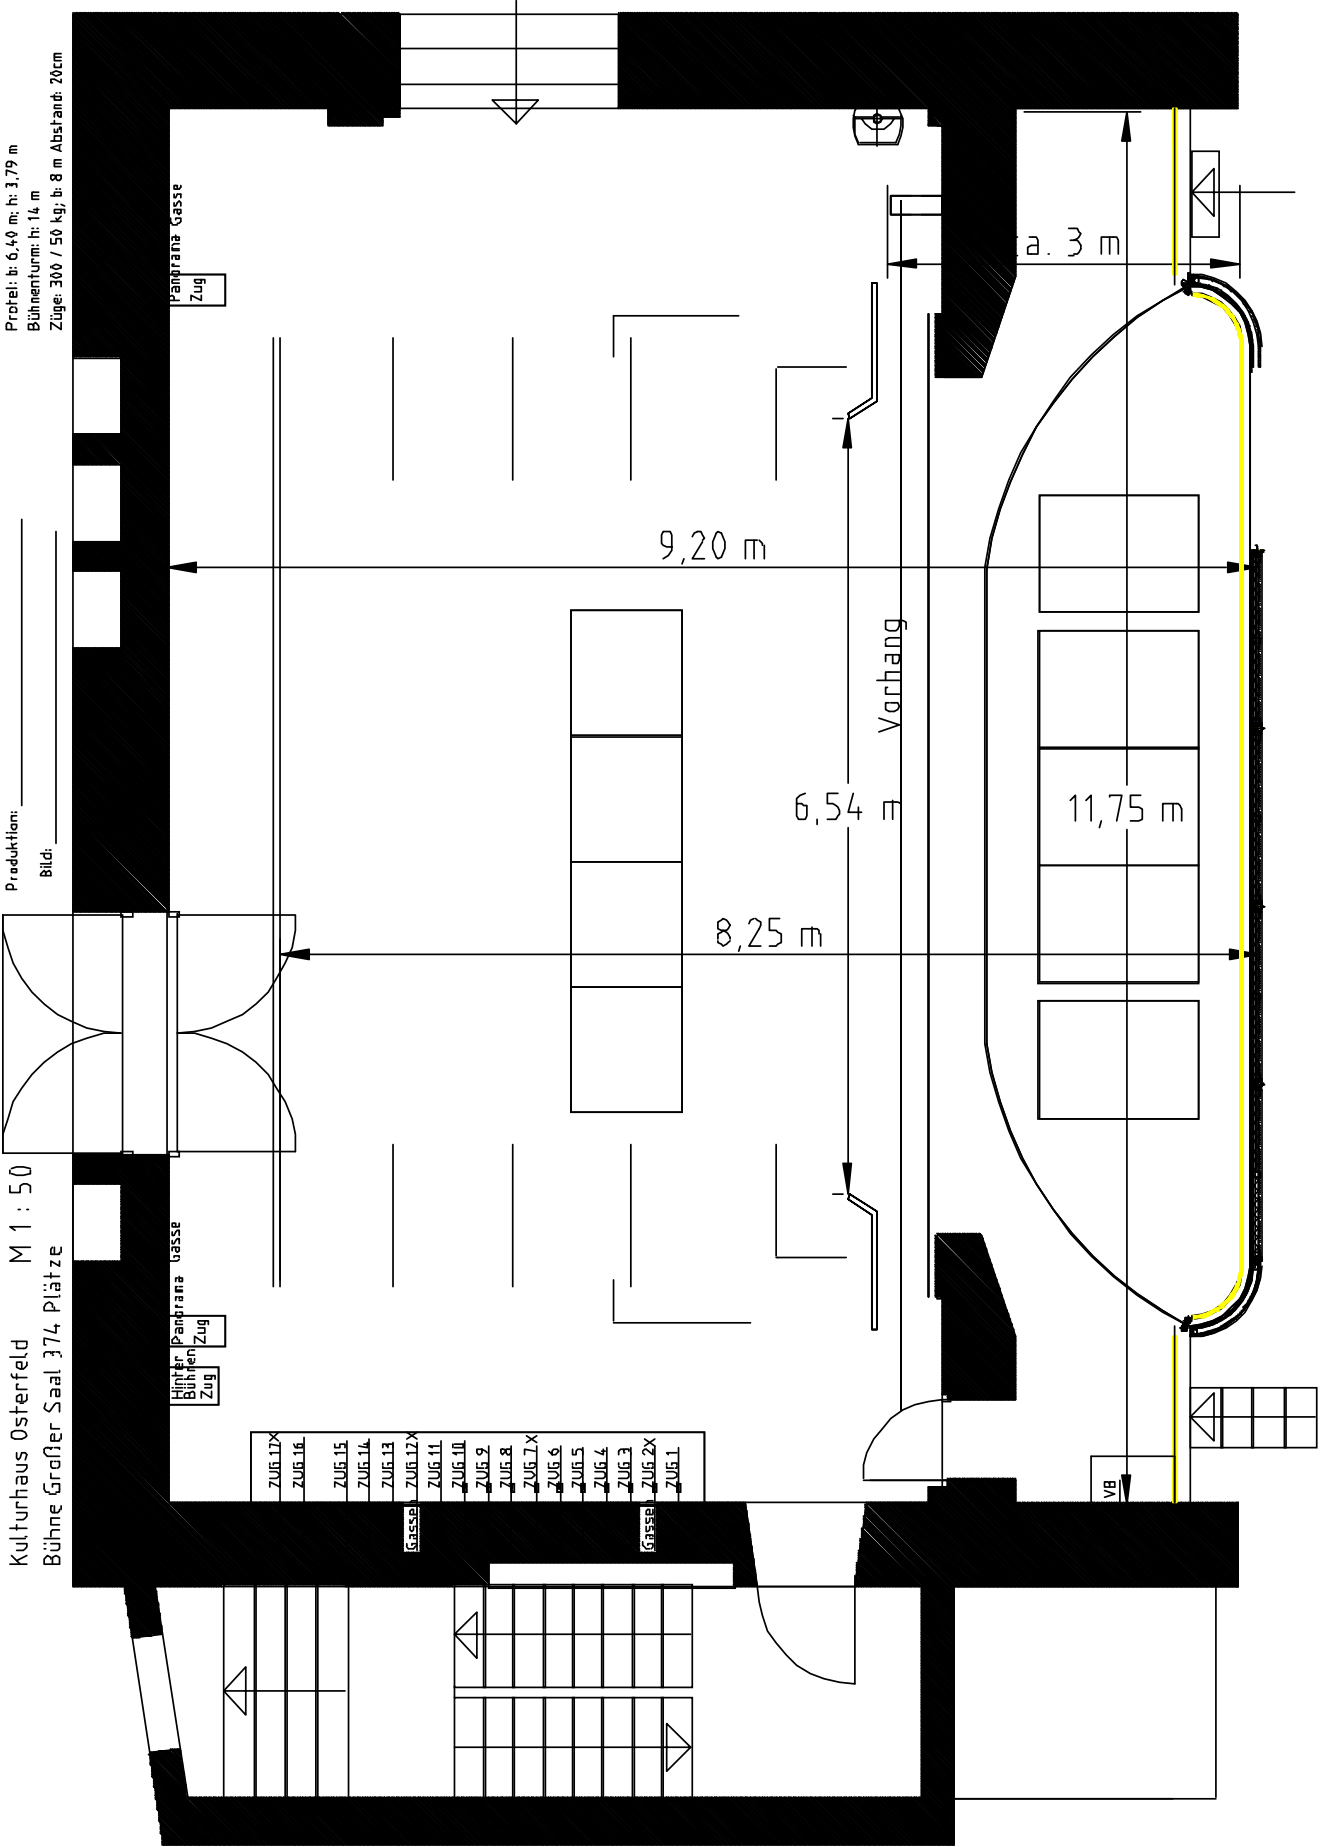 Kulturhaus Osterfeld M 1 : 50
Bühne Großer Saal 374 Plätze
Produktion:
Bild:
Protel: b: 6,40 m; h: 3,79 m
Bühnenturm: h: 14 m
Züge: 300 / 50 kg; b: 8 m Abstand: 20cm
Panorama Gasse
Zug
Panorama Gasse
Zug
Hinter
Bühnen
Zug
ZUG 17X
ZUG 16
ZUG 15
ZUG 14
ZUG 13
ZUG 12X
ZUG 11
ZUG 10
ZUG 9
ZUG 8
ZUG 7X
ZUG 6
ZUG 5
ZUG 4
ZUG 3
ZUG 2X
ZUG 1
Gassen
Gassen
9,20 m
8,25 m
6,54 m
Vorhang
11,75 m
a. 3 m
VB